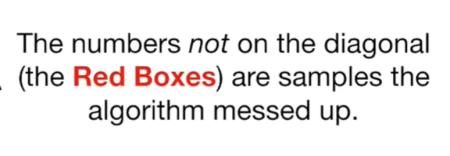 The numbers not on the diagonal
(the Red Boxes) are samples the
algorithm messed up.